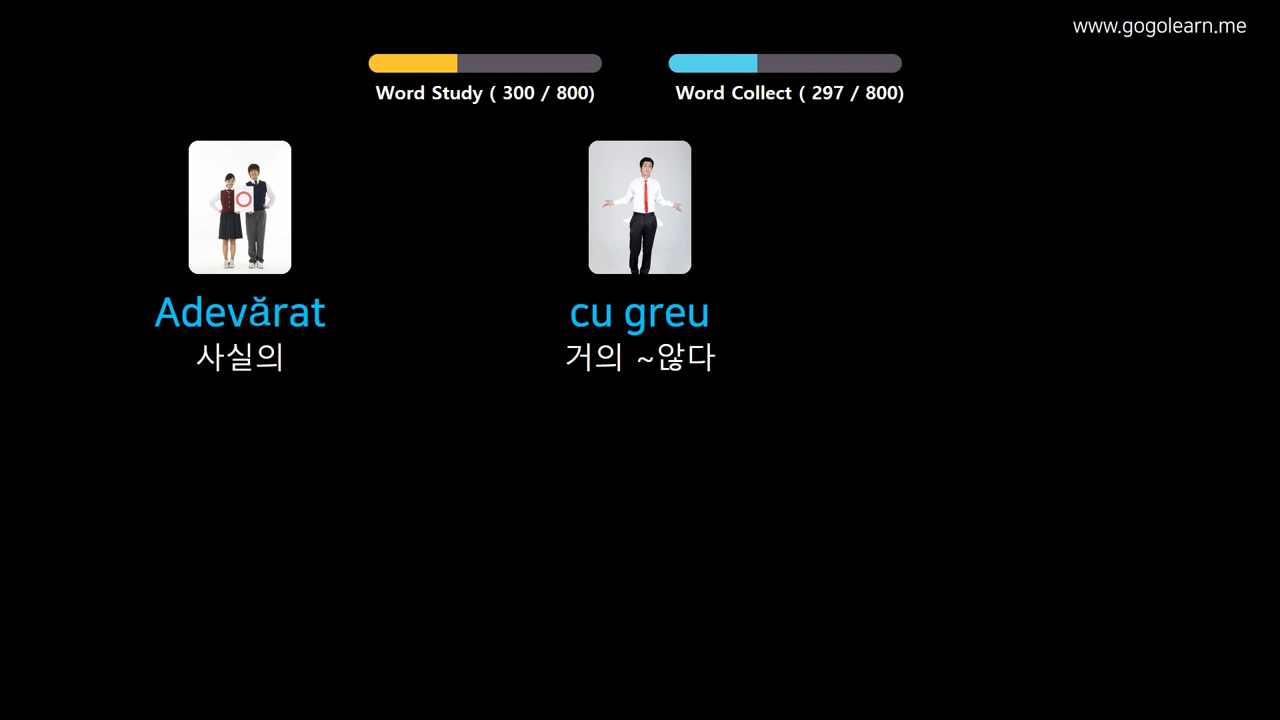 www.gogolearn.me
Word Study ( 300 / 800)
Word Collect ( 297 / 800)
Adevărat
사실의
cu greu
거의 ~않다